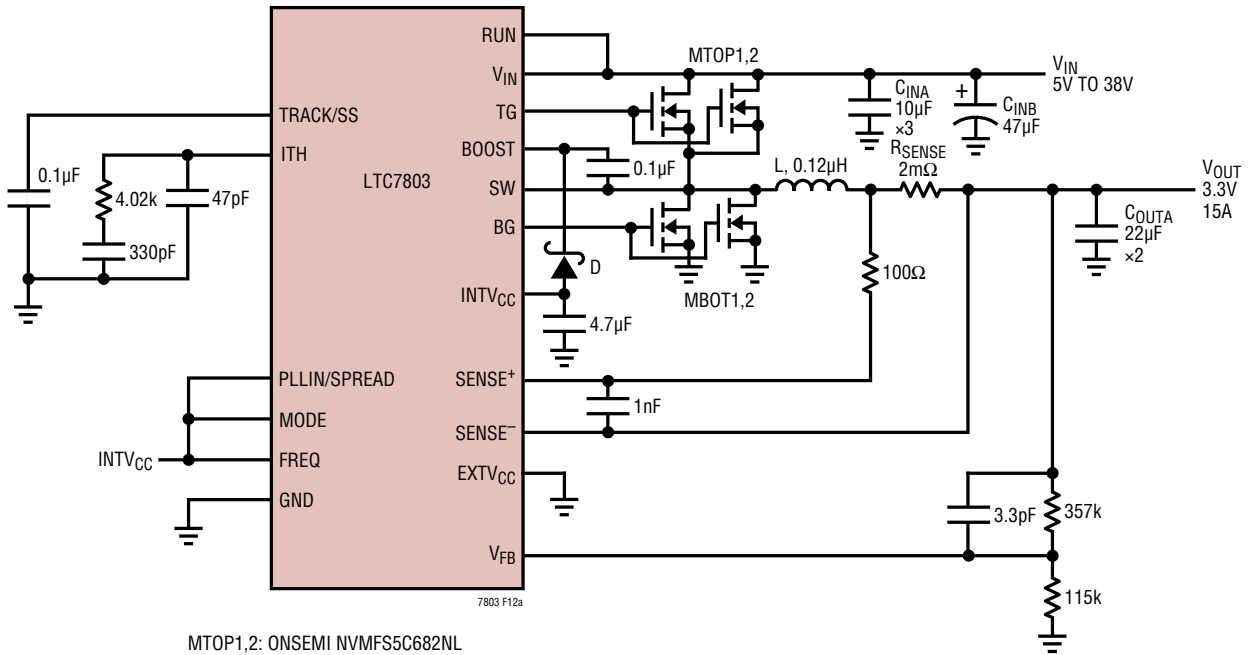 RUN
V_IN
TG
BOOST
SW
BG
INTV_CC
SENSE⁺
SENSE⁻
EXTV_CC
V_FB
TRACK/SS
ITH
LTC7803
PLLIN/SPREAD
MODE
FREQ
GND
INTV_CC
0.1µF
4.02k
47pF
330pF
MTOP1,2
0.1µF
D
4.7µF
MBOT1,2
L, 0.12µH
C_INA
10µF
×3
+
C_INB
47µF
V_IN
5V TO 38V
R_SENSE
2mΩ
V_OUT
3.3V
15A
C_OUTA
22µF
×2
100Ω
1nF
3.3pF
357k
115k
7803 F12a
MTOP1,2: ONSEMI NVMFS5C682NL